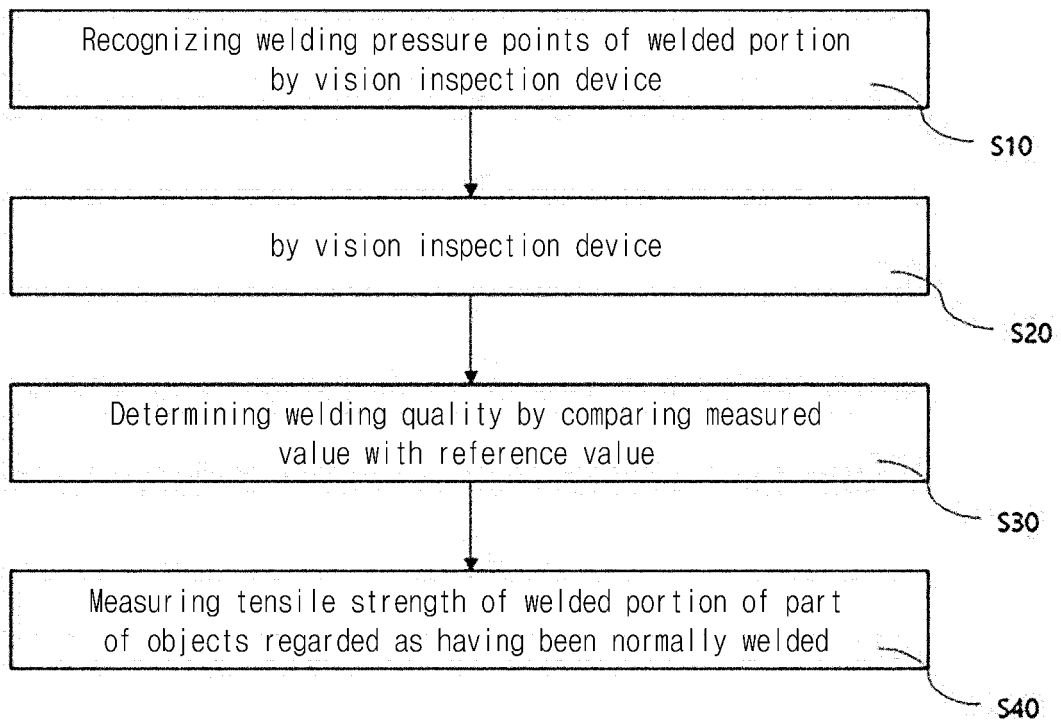 Recognizing welding pressure points of welded portion
by vision inspection device
S10
by vision inspection device
S20
Determining welding quality by comparing measured
value with reference value
S30
Measuring tensile strength of welded portion of part
of objects regarded as having been normally welded
S40